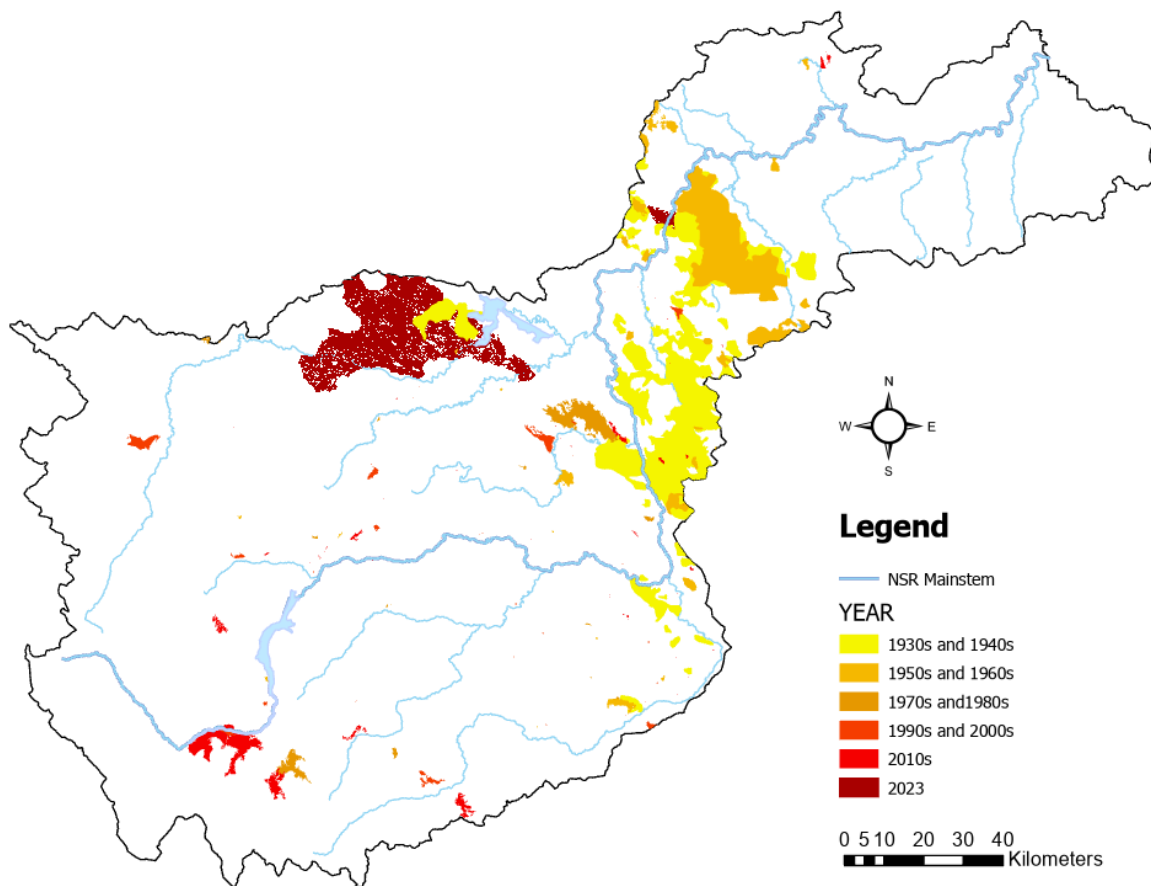 N
W E
S
Legend
NSR Mainstem
YEAR
1930s and 1940s
1950s and 1960s
1970s and1980s
1990s and 2000s
2010s
2023
0 5 10 20 30 40
Kilometers